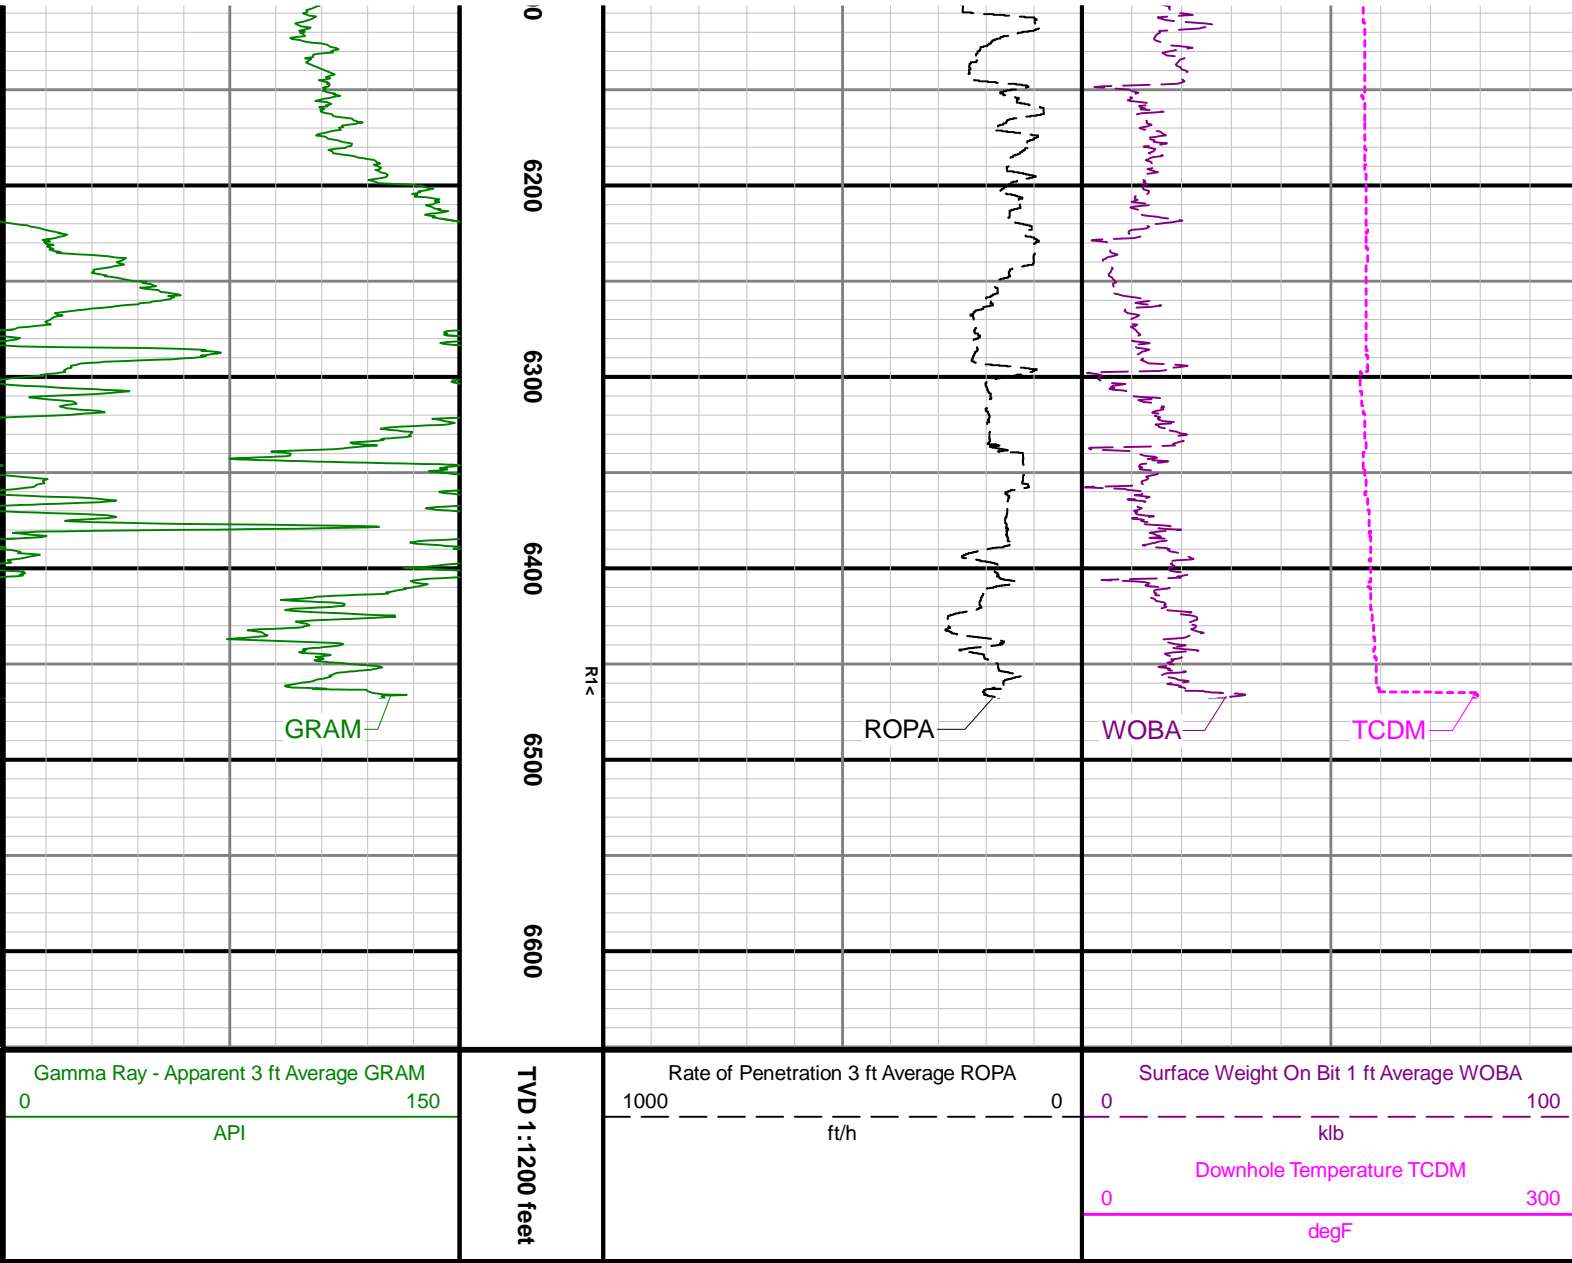 0
6200
6300
6400
R1<
GRAM
ROPA
WOBA
TCDM
6500
6600
Gamma Ray - Apparent 3 ft Average GRAM
0 150
API
TVD 1:1200 feet
Rate of Penetration 3 ft Average ROPA
1000 0
ft/h
Surface Weight On Bit 1 ft Average WOBA
0 100
klb
Downhole Temperature TCDM
0 300
degF